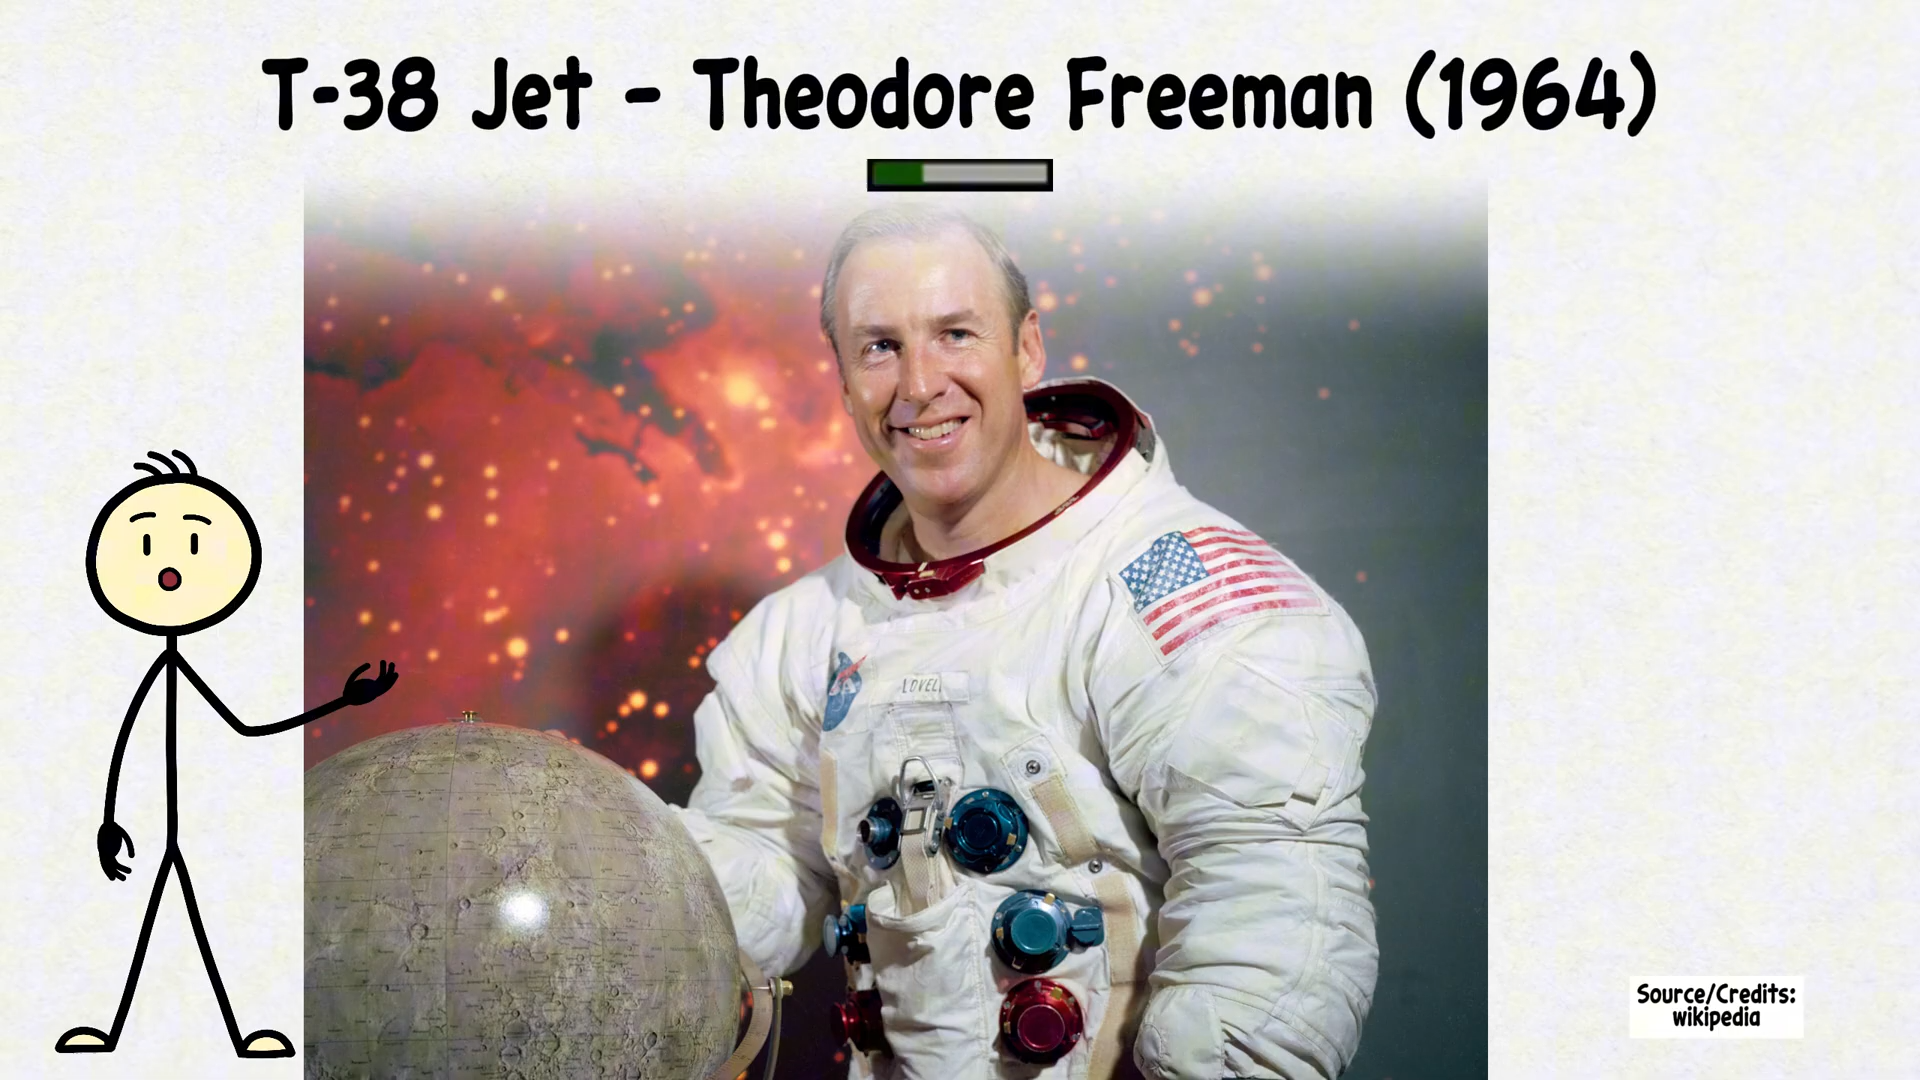 T-38 Jet - Theodore Freeman (1964)
LOVELL
Source/Credits:
wikipedia